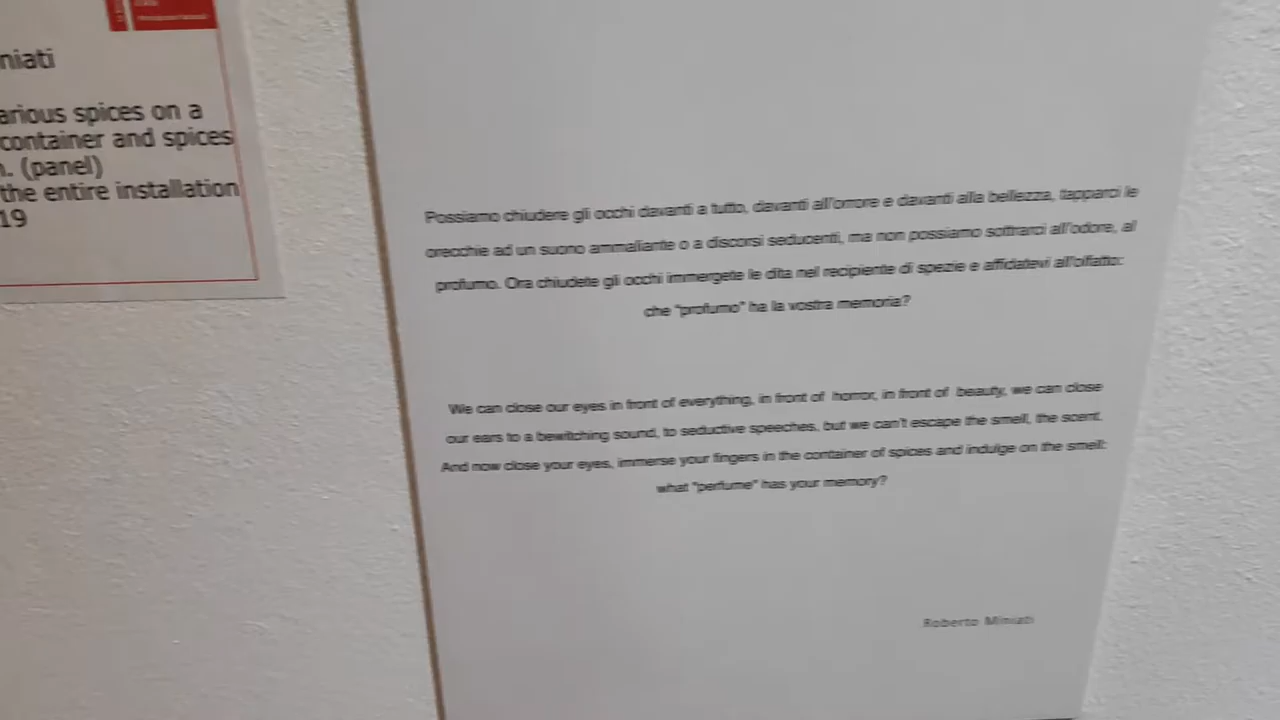 niati
arious spices on a
container and spices
. (panel)
the entire installation
19
Possiamo chiudere gli occhi davanti a tutto, davanti all'orrore e davanti alla bellezza, tapparci le
orecchie ad un suono ammaliante o a discorsi seducenti, ma non possiamo sottrarci all'odore, al
profumo. Ora chiudete gli occhi immergete le dita nel recipiente di spezie e affidatevi all'olfatto:
che "profumo" ha la vostra memoria?
We can close our eyes in front of everything, in front of horror, in front of beauty, we can close
our ears to a bewitching sound, to seductive speeches, but we can't escape the smell, the scent.
And now close your eyes, immerse your fingers in the container of spices and indulge on the smell:
what "perfume" has your memory?
Roberto Miniati